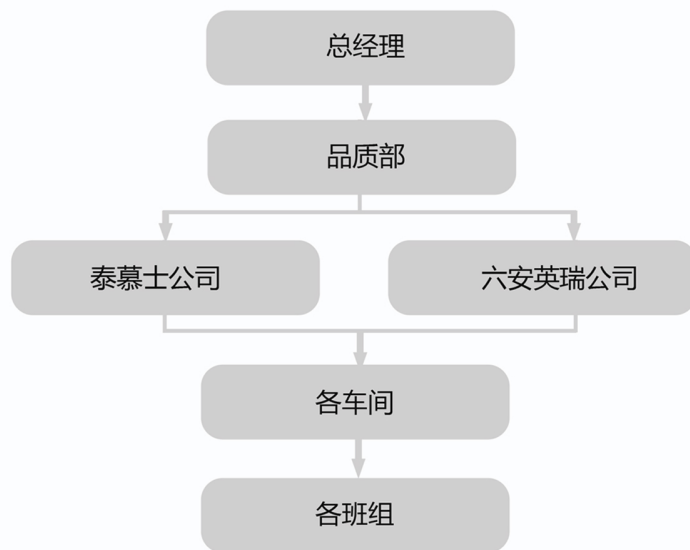 总经理
品质部
泰慕士公司
六安英瑞公司
各车间
各班组